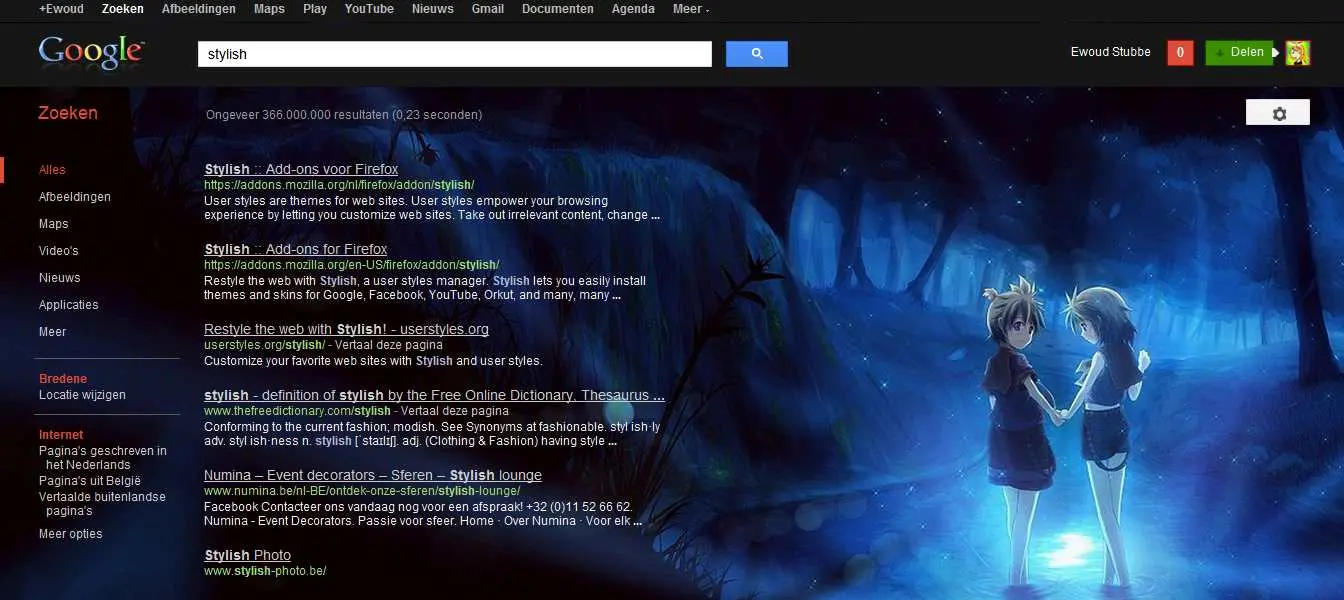 +Ewoud Zoeken Afbeeldingen Maps Play YouTube Nieuws Gmail Documenten Agenda Meer
Google™ stylish Ewoud Stubbe 0 + Delen
Zoeken Ongeveer 366.000.000 resultaten (0,23 seconden)
Alles
Afbeeldingen
Maps
Video's
Nieuws
Applicaties
Meer
Bredene
Locatie wijzigen
Internet
Pagina's geschreven in
het Nederlands
Pagina's uit België
Vertaalde buitenlandse
pagina's
Meer opties
Stylish :: Add-ons voor Firefox
https://addons.mozilla.org/nl/firefox/addon/stylish/
User styles are themes for web sites. User styles empower your browsing
experience by letting you customize web sites. Take out irrelevant content, change ...
Stylish :: Add-ons for Firefox
https://addons.mozilla.org/en-US/firefox/addon/stylish/
Restyle the web with Stylish, a user styles manager. Stylish lets you easily install
themes and skins for Google, Facebook, YouTube, Orkut, and many, many ...
Restyle the web with Stylish! - userstyles.org
userstyles.org/stylish/ - Vertaal deze pagina
Customize your favorite web sites with Stylish and user styles.
stylish - definition of stylish by the Free Online Dictionary, Thesaurus ...
www.thefreedictionary.com/stylish - Vertaal deze pagina
Conforming to the current fashion; modish. See Synonyms at fashionable. styl ish·ly
adv. styl ish·ness n. stylish [ˈstaɪlɪʃ]. adj. (Clothing & Fashion) having style ...
Numina – Event decorators – Sferen – Stylish lounge
www.numina.be/nl-BE/ontdek-onze-sferen/stylish-lounge/
Facebook Contacteer ons vandaag nog voor een afspraak! +32 (0)11 52 66 62.
Numina - Event Decorators. Passie voor sfeer. Home · Over Numina · Voor elk ...
Stylish Photo
www.stylish-photo.be/